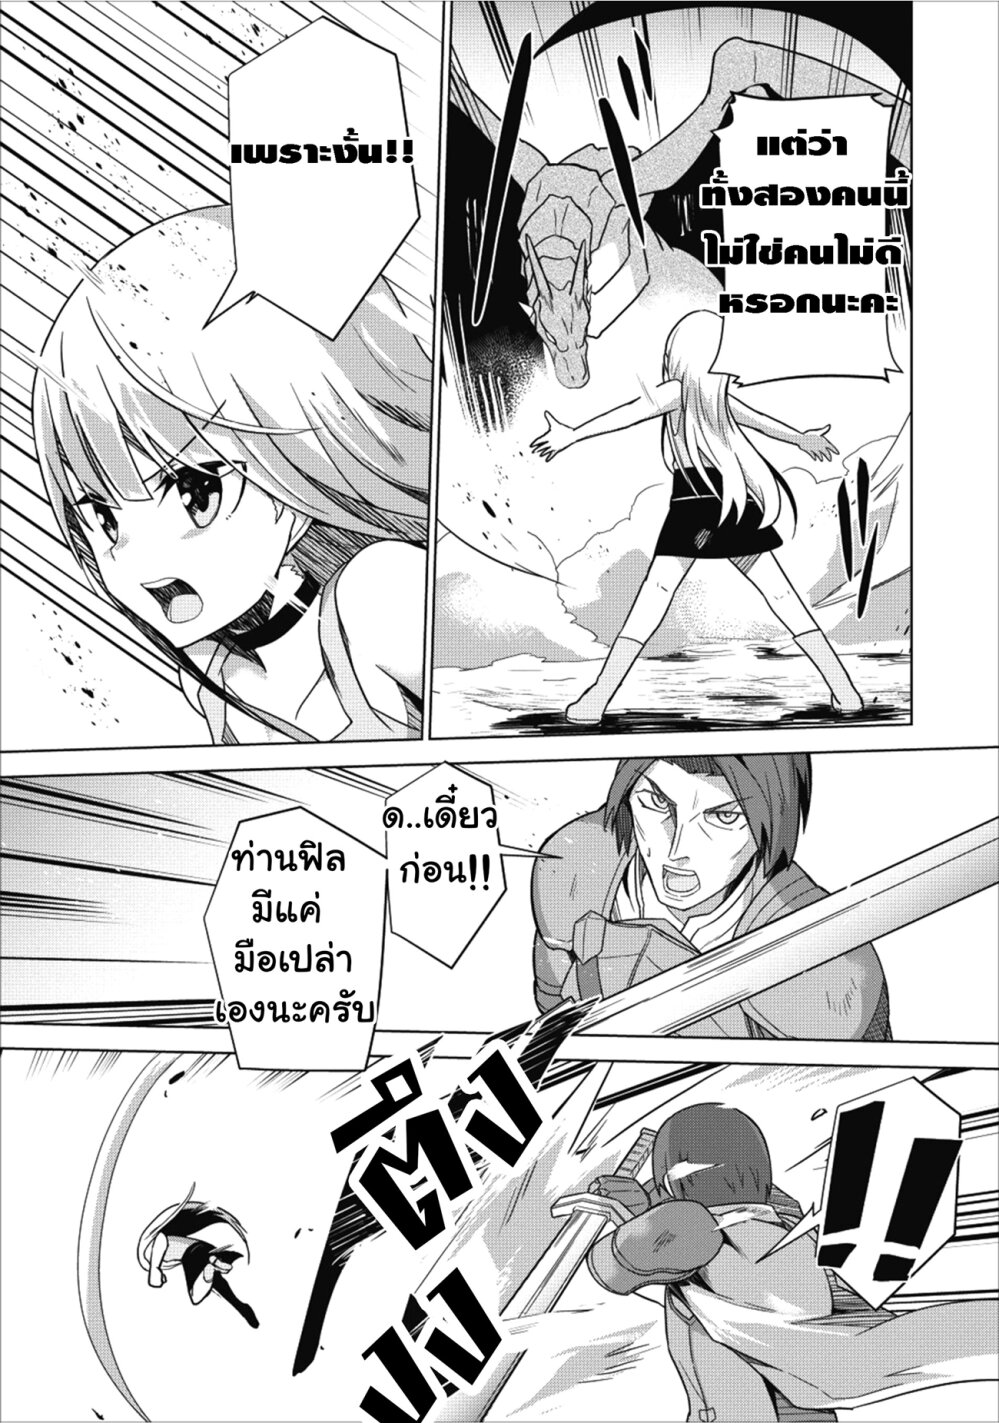 แต่ว่า
ทั้งสองคนนี้
ไม่ใช่คนไม่ดี
หรอกนะคะ
เพราะงั้น!!
ด..เดี๋ยว
ก่อน!!
ท่านฟิล
มีแค่
มือเปล่า
เองนะครับ
!!
ตึง
ปัง